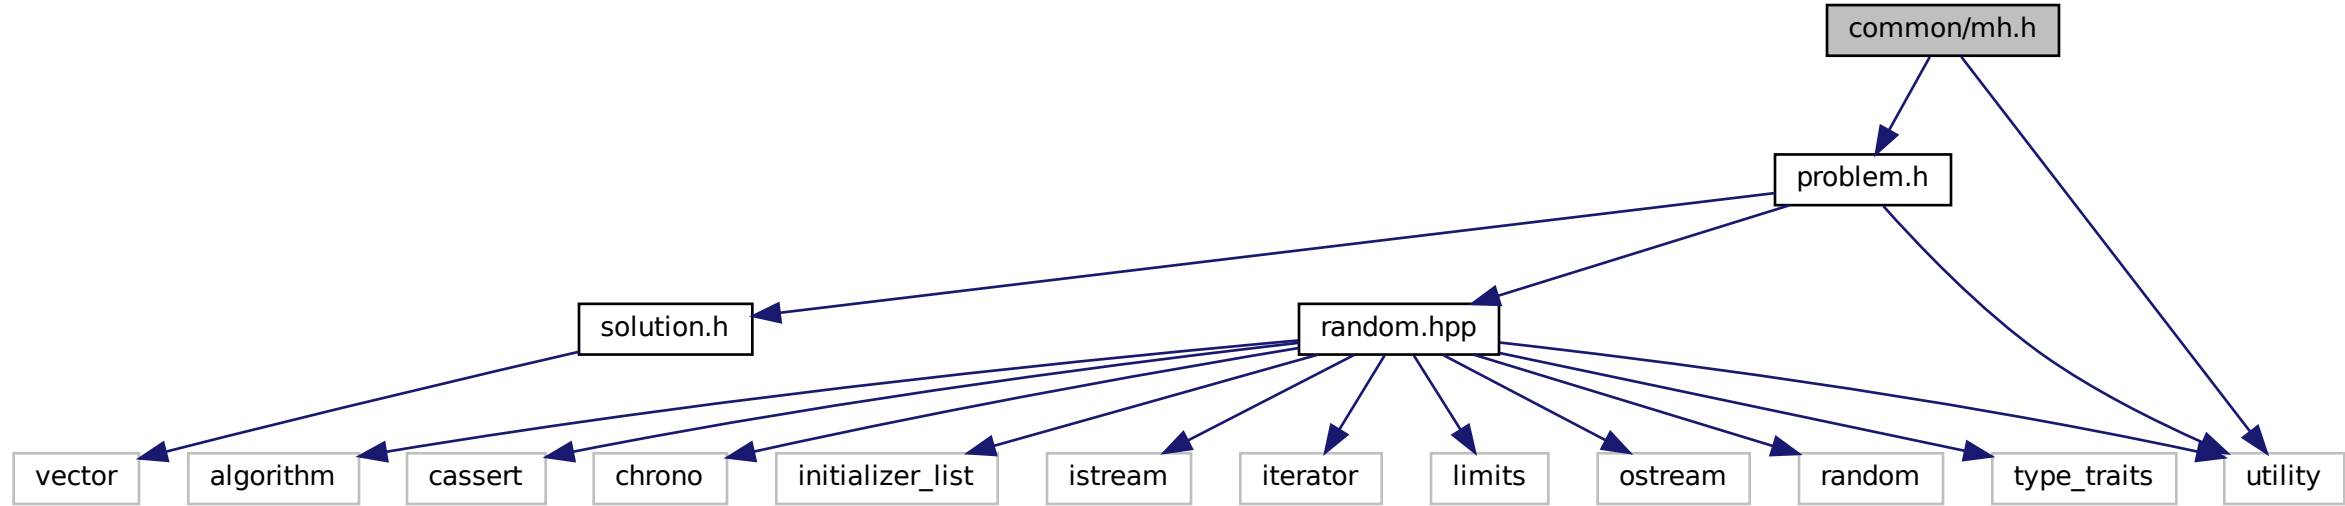 common/mh.h
problem.h
solution.h
random.hpp
vector
algorithm
cassert
chrono
initializer_list
istream
iterator
limits
ostream
random
type_traits
utility